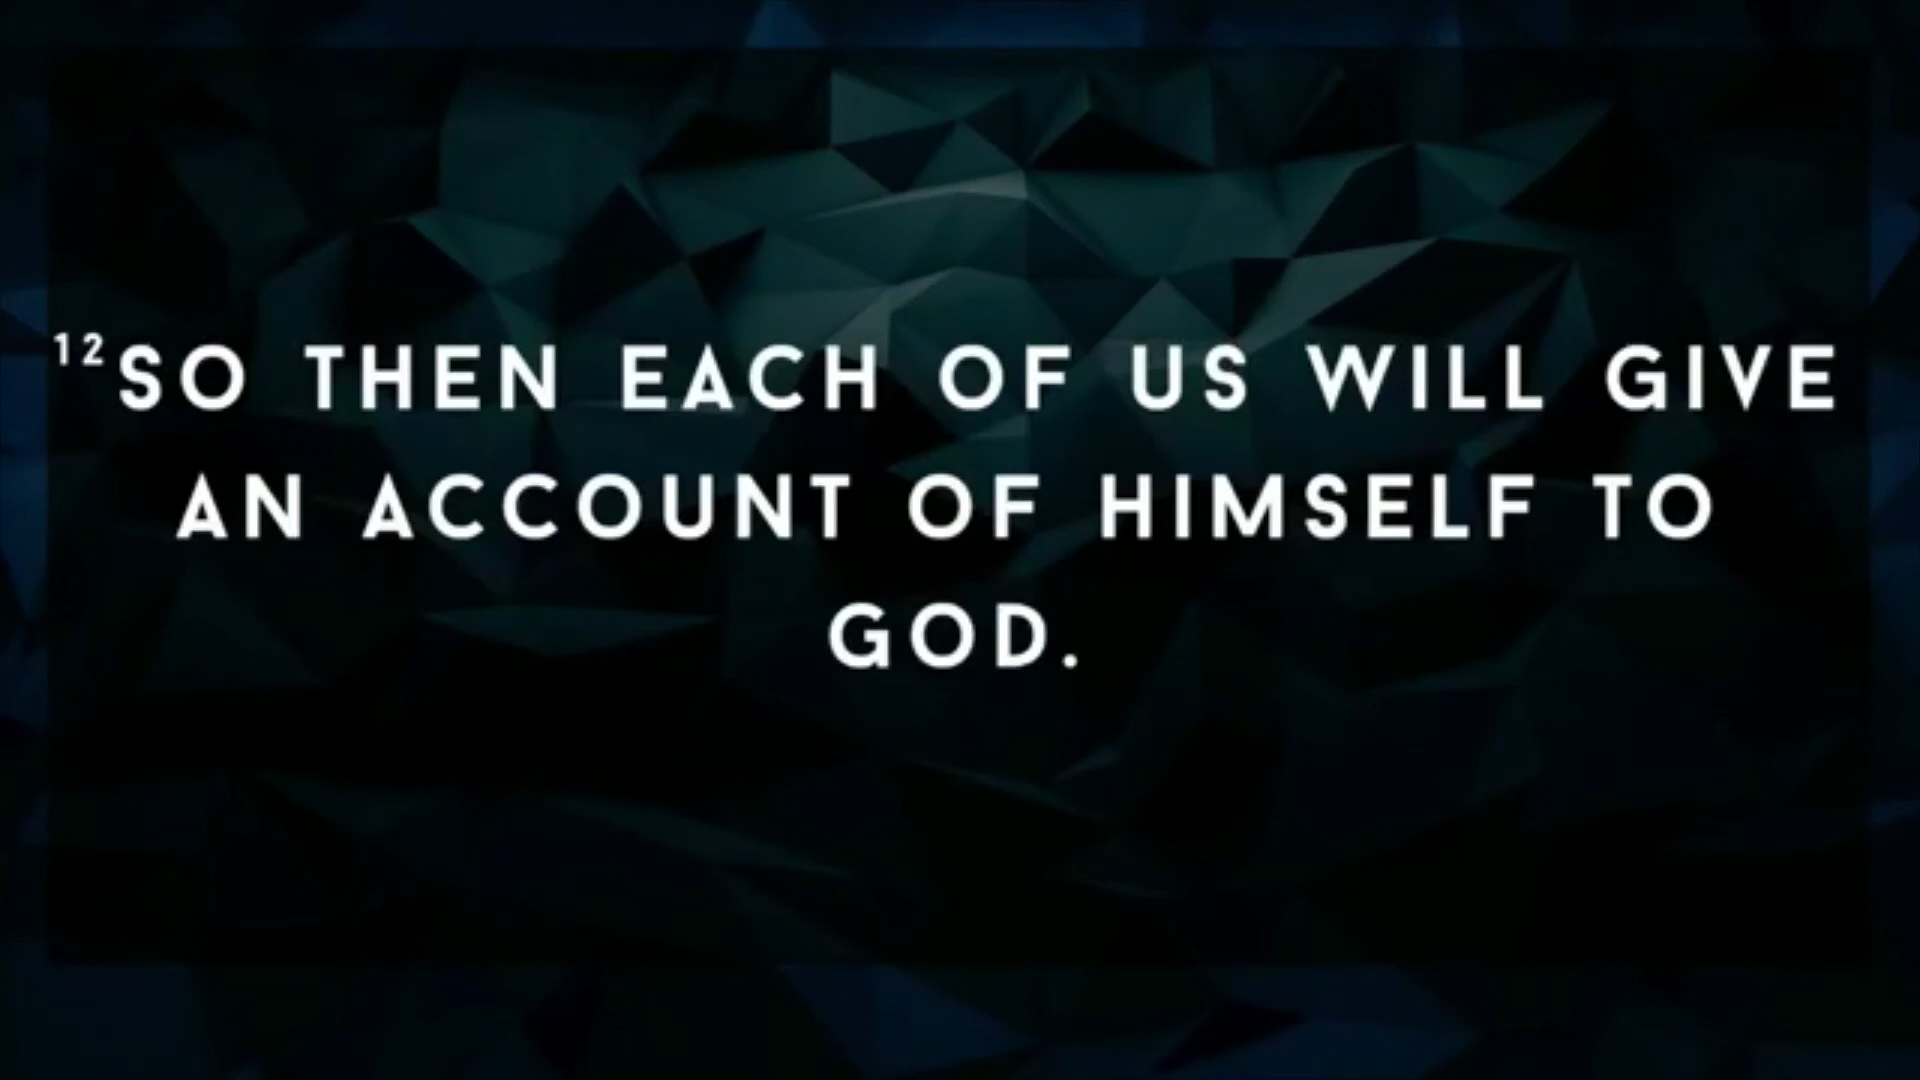 ¹²SO THEN EACH OF US WILL GIVE
AN ACCOUNT OF HIMSELF TO
GOD.